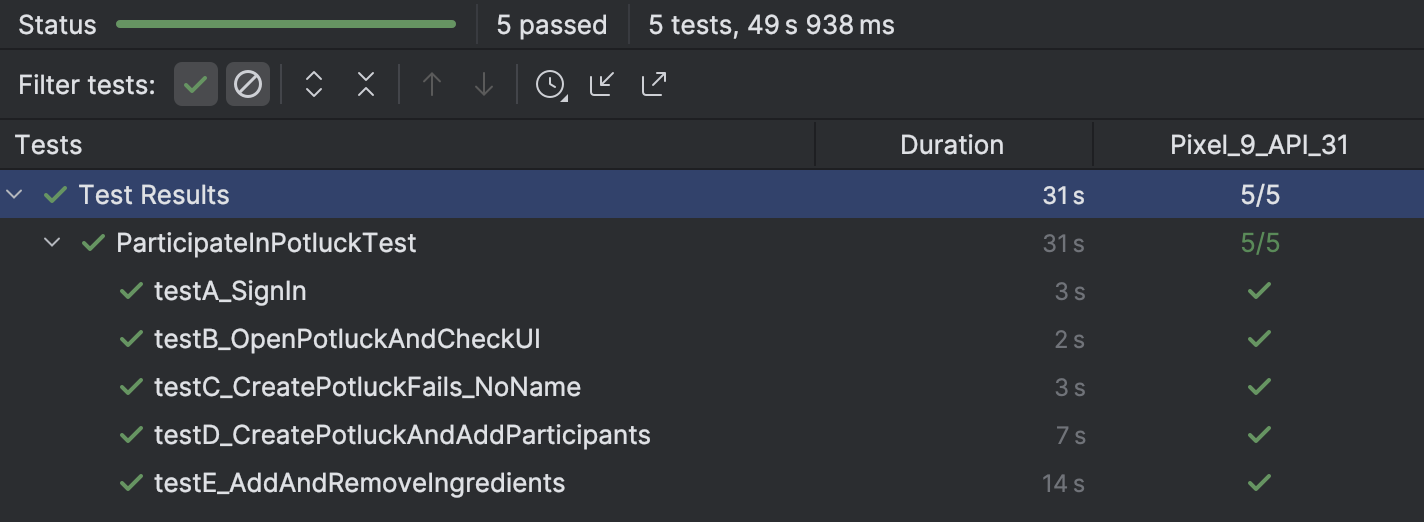 Status 5 passed 5 tests, 49 s 938 ms
Filter tests:
Tests Duration Pixel_9_API_31
Test Results 31 s 5/5
ParticipateInPotluckTest 31 s 5/5
testA_SignIn 3 s
testB_OpenPotluckAndCheckUI 2 s
testC_CreatePotluckFails_NoName 3 s
testD_CreatePotluckAndAddParticipants 7 s
testE_AddAndRemoveIngredients 14 s